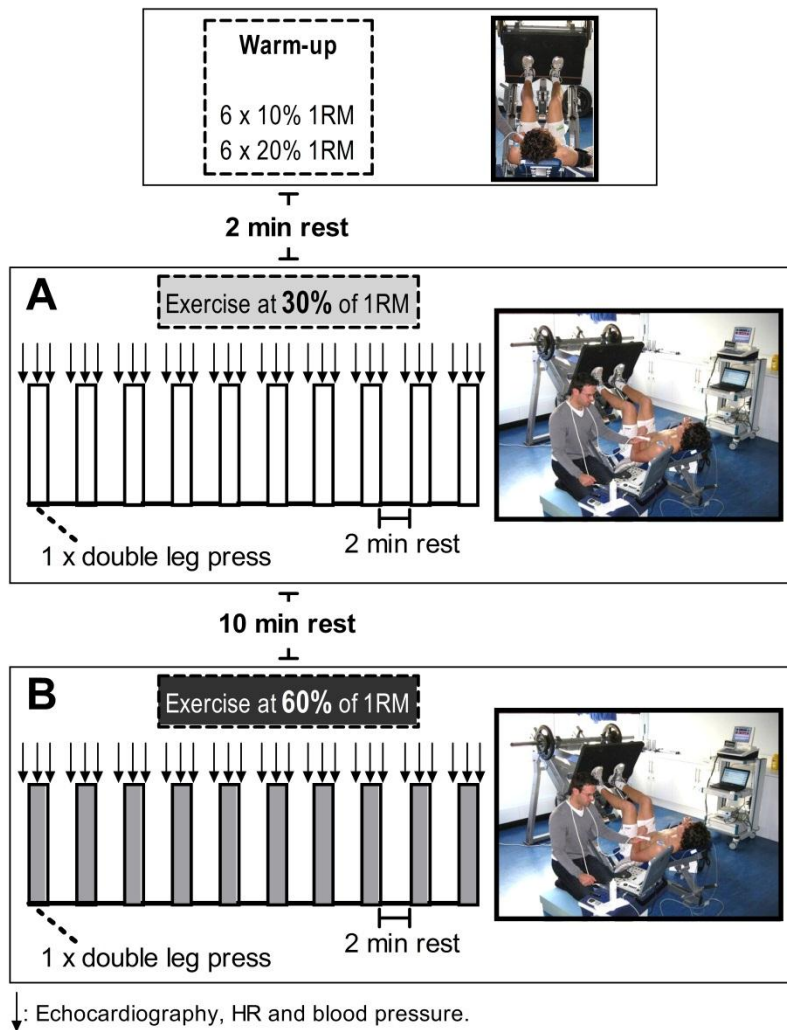 Warm-up
6 x 10% 1RM
6 x 20% 1RM
2 min rest
A
Exercise at 30% of 1RM
2 min rest
1 x double leg press
10 min rest
B
Exercise at 60% of 1RM
2 min rest
1 x double leg press
: Echocardiography, HR and blood pressure.